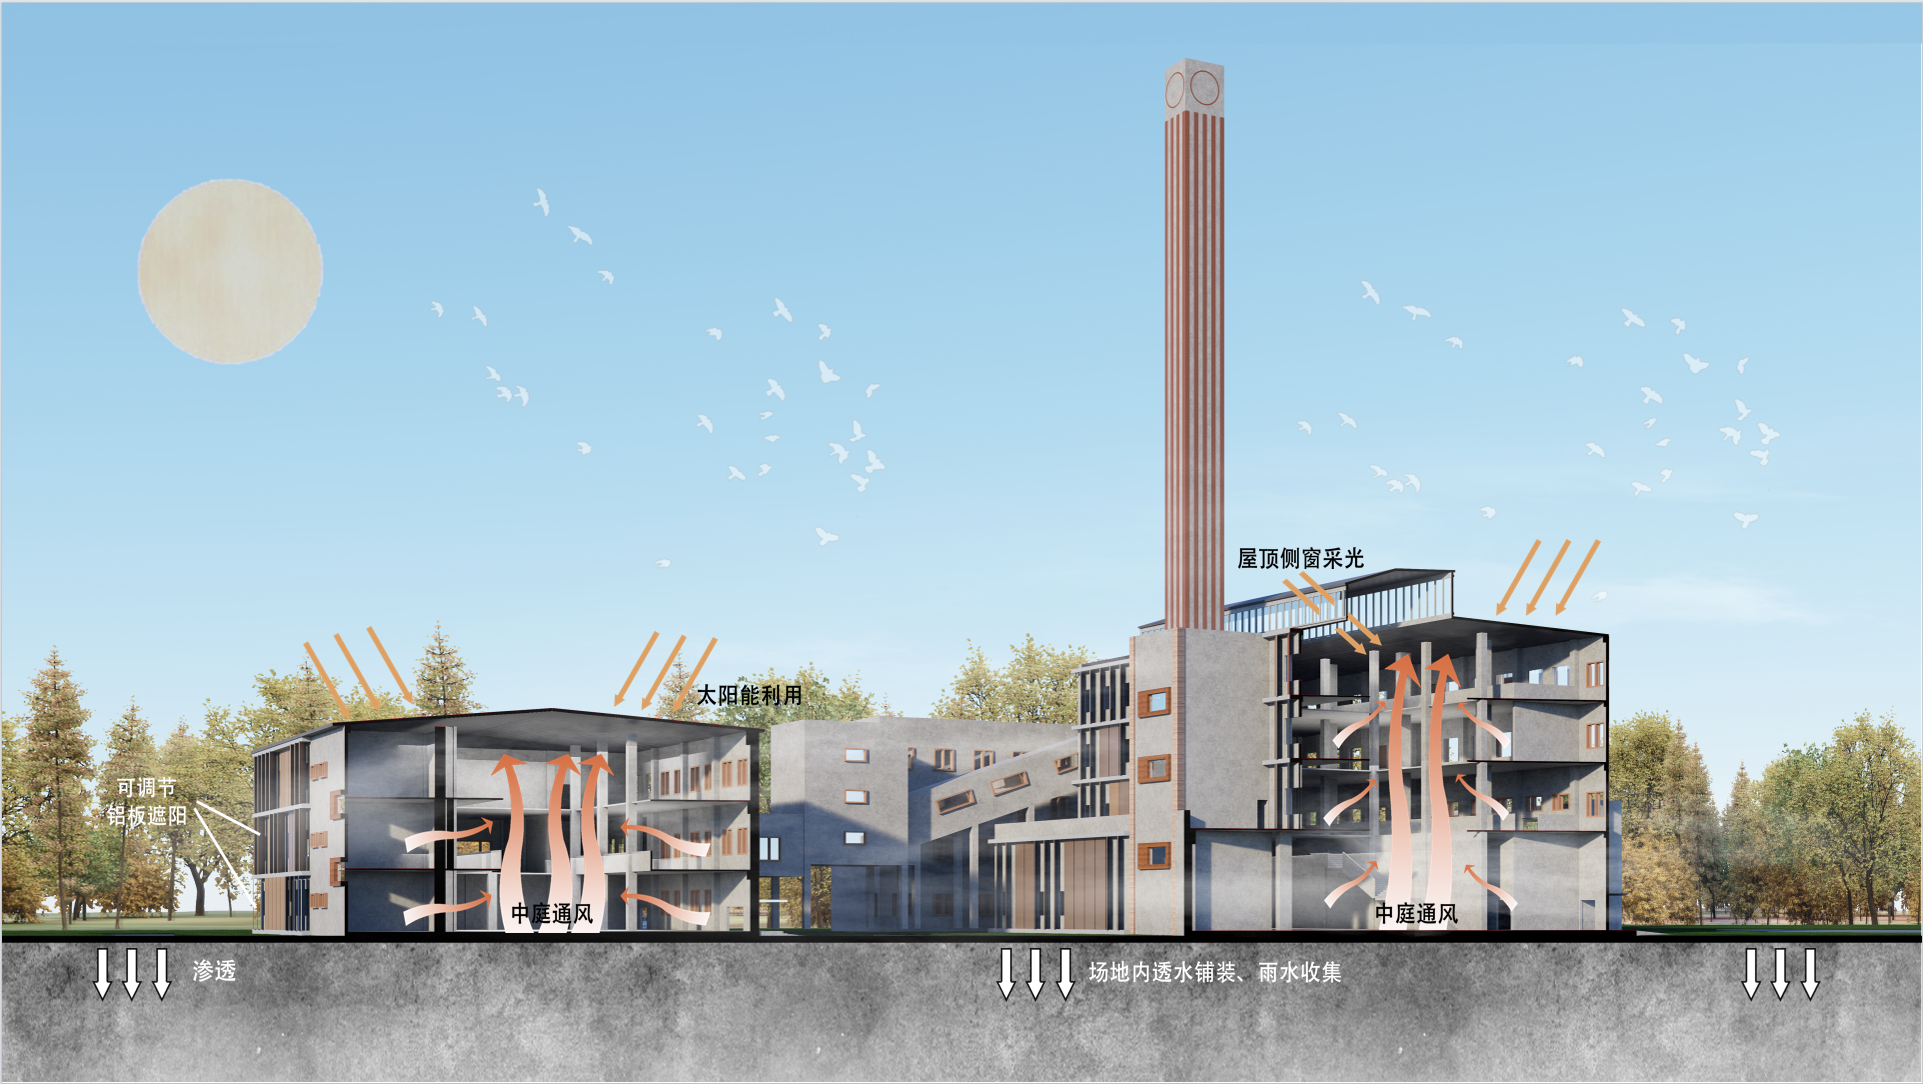 屋顶侧窗采光
太阳能利用
可调节
铝板遮阳
中庭通风
中庭通风
渗透
场地内透水铺装、雨水收集